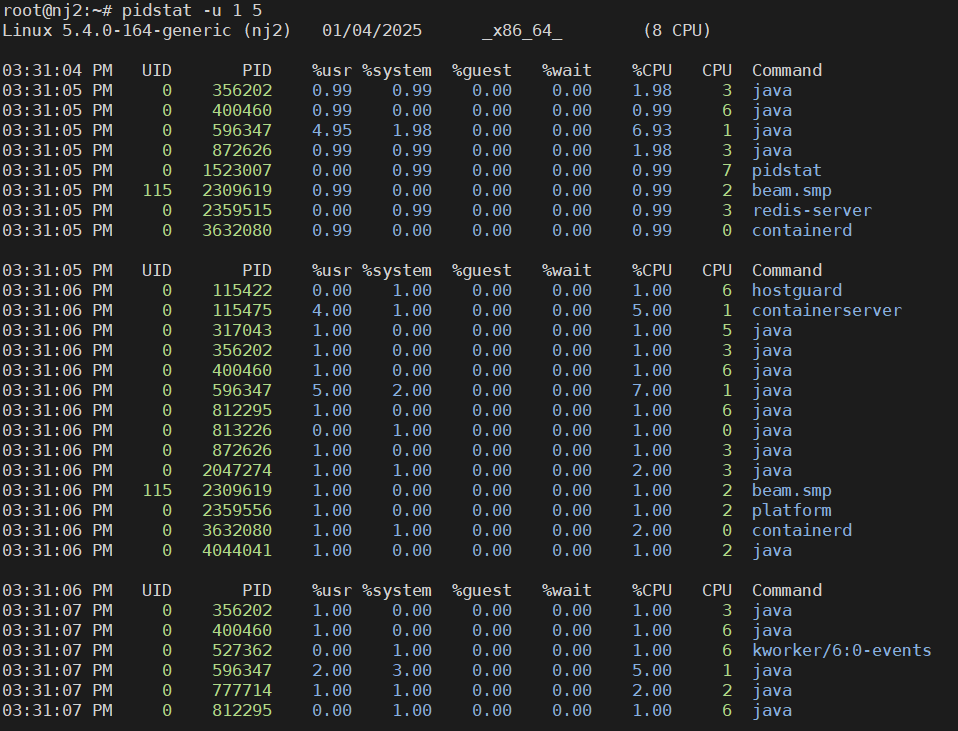 root@nj2:~# pidstat -u 1 5
Linux 5.4.0-164-generic (nj2)   01/04/2025      _x86_64_        (8 CPU)

03:31:04 PM   UID       PID    %usr %system  %guest   %wait    %CPU   CPU  Command
03:31:05 PM     0    356202    0.99    0.99    0.00    0.00    1.98     3  java
03:31:05 PM     0    400460    0.99    0.00    0.00    0.00    0.99     6  java
03:31:05 PM     0    596347    4.95    1.98    0.00    0.00    6.93     1  java
03:31:05 PM     0    872626    0.99    0.99    0.00    0.00    1.98     3  java
03:31:05 PM     0   1523007    0.00    0.99    0.00    0.00    0.99     7  pidstat
03:31:05 PM   115   2309619    0.99    0.00    0.00    0.00    0.99     2  beam.smp
03:31:05 PM     0   2359515    0.00    0.99    0.00    0.00    0.99     3  redis-server
03:31:05 PM     0   3632080    0.99    0.00    0.00    0.00    0.99     0  containerd

03:31:05 PM   UID       PID    %usr %system  %guest   %wait    %CPU   CPU  Command
03:31:06 PM     0    115422    0.00    1.00    0.00    0.00    1.00     6  hostguard
03:31:06 PM     0    115475    4.00    1.00    0.00    0.00    5.00     1  containerserver
03:31:06 PM     0    317043    1.00    0.00    0.00    0.00    1.00     5  java
03:31:06 PM     0    356202    1.00    0.00    0.00    0.00    1.00     3  java
03:31:06 PM     0    400460    1.00    0.00    0.00    0.00    1.00     6  java
03:31:06 PM     0    596347    5.00    2.00    0.00    0.00    7.00     1  java
03:31:06 PM     0    812295    1.00    0.00    0.00    0.00    1.00     6  java
03:31:06 PM     0    813226    0.00    1.00    0.00    0.00    1.00     0  java
03:31:06 PM     0    872626    1.00    0.00    0.00    0.00    1.00     3  java
03:31:06 PM     0   2047274    1.00    1.00    0.00    0.00    2.00     3  java
03:31:06 PM   115   2309619    1.00    0.00    0.00    0.00    1.00     2  beam.smp
03:31:06 PM     0   2359556    1.00    0.00    0.00    0.00    1.00     2  platform
03:31:06 PM     0   3632080    1.00    1.00    0.00    0.00    2.00     0  containerd
03:31:06 PM     0   4044041    1.00    0.00    0.00    0.00    1.00     2  java

03:31:06 PM   UID       PID    %usr %system  %guest   %wait    %CPU   CPU  Command
03:31:07 PM     0    356202    1.00    0.00    0.00    0.00    1.00     3  java
03:31:07 PM     0    400460    1.00    0.00    0.00    0.00    1.00     6  java
03:31:07 PM     0    527362    0.00    1.00    0.00    0.00    1.00     6  kworker/6:0-events
03:31:07 PM     0    596347    2.00    3.00    0.00    0.00    5.00     1  java
03:31:07 PM     0    777714    1.00    1.00    0.00    0.00    2.00     2  java
03:31:07 PM     0    812295    0.00    1.00    0.00    0.00    1.00     6  java